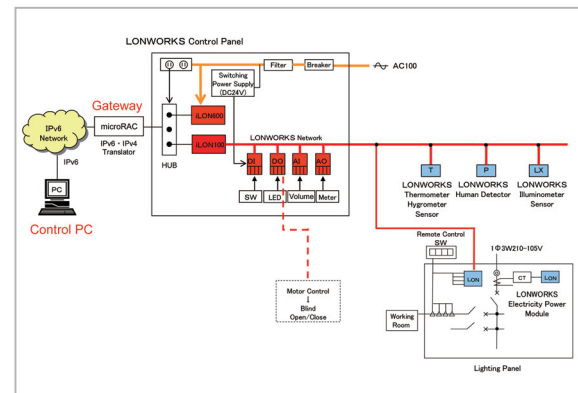 LONWORKS Control Panel
Filter
Breaker
AC100
Switching
Power Supply
(DC24V)
Gateway
iLON600
IPv6
Network
microRAC
LONWORKS Network
iLON100
IPv6・IPv4
Translator
HUB
IPv6
DI
DO
AI
AO
T
P
LX
PC
SW
LED
Volume
Meter
LONWORKS
Thermometer
Hygrometer
Sensor
LONWORKS
Human Detector
LONWORKS
Illuminometer
Sensor
Control PC
Remote Control
SW
1Φ3W210-105V
LON
CT
LON
Motor Control
↓
Blind
Open/Close
LONWORKS
Electricity Power
Module
Working
Room
Lighting Panel